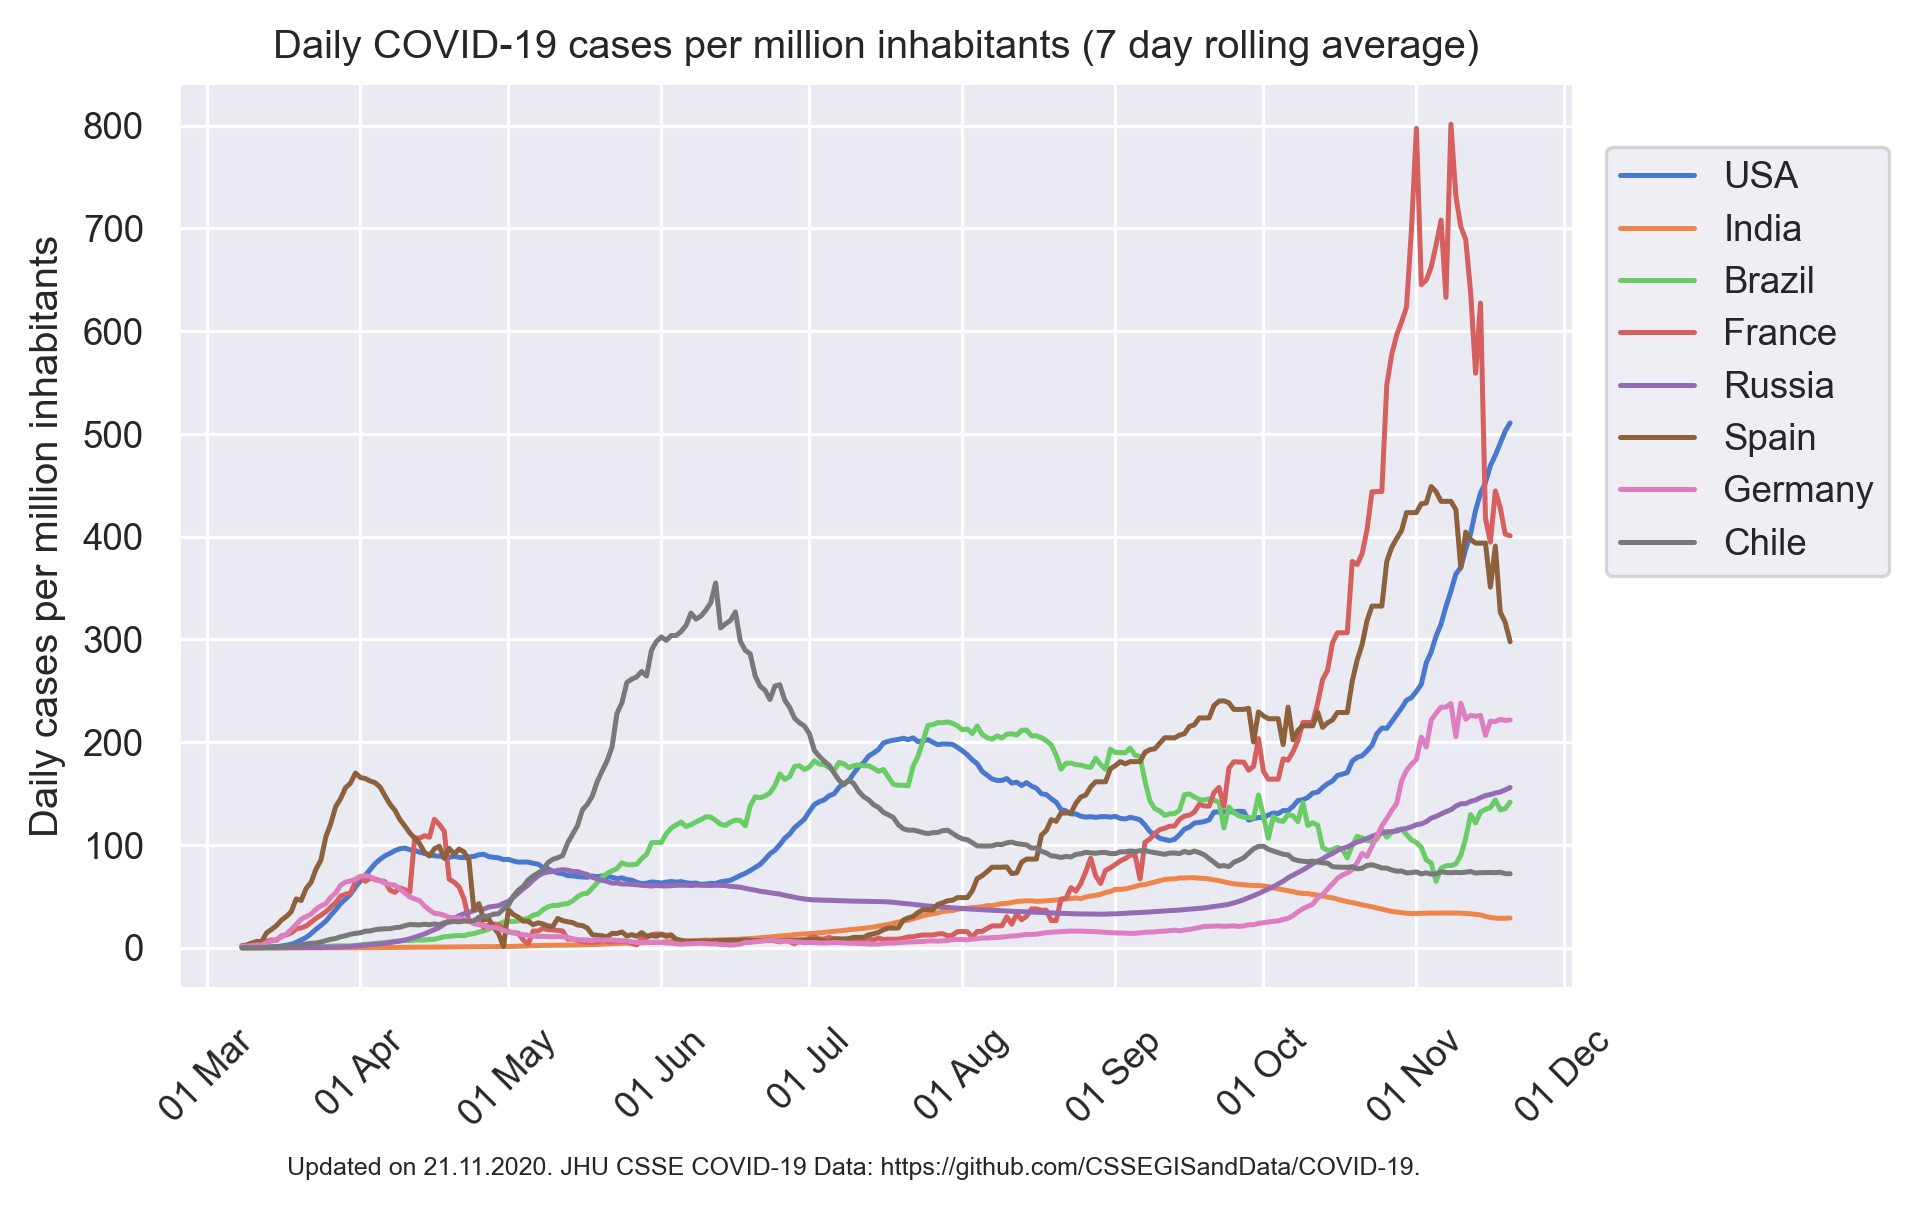 Daily COVID-19 cases per million inhabitants (7 day rolling average)
Daily cases per million inhabitants
800
700
600
500
400
300
200
100
0
01 Mar
01 Apr
01 May
01 Jun
01 Jul
01 Aug
01 Sep
01 Oct
01 Nov
01 Dec
USA
India
Brazil
France
Russia
Spain
Germany
Chile
Updated on 21.11.2020. JHU CSSE COVID-19 Data: https://github.com/CSSEGISandData/COVID-19.